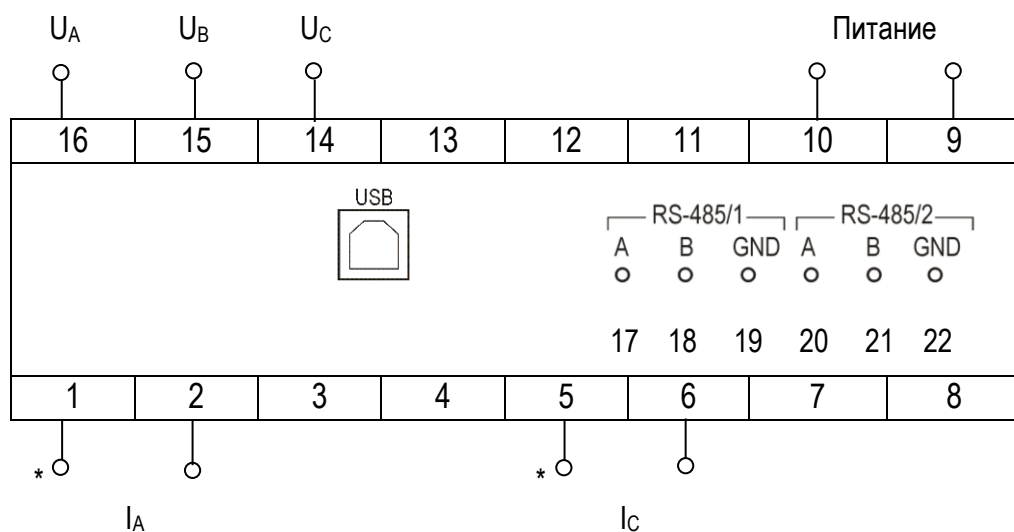 UA UB UC Питание
16 15 14 13 12 11 10 9
USB
RS-485/1 RS-485/2
A B GND A B GND
17 18 19 20 21 22
1 2 3 4 5 6 7 8
* *
IA IC